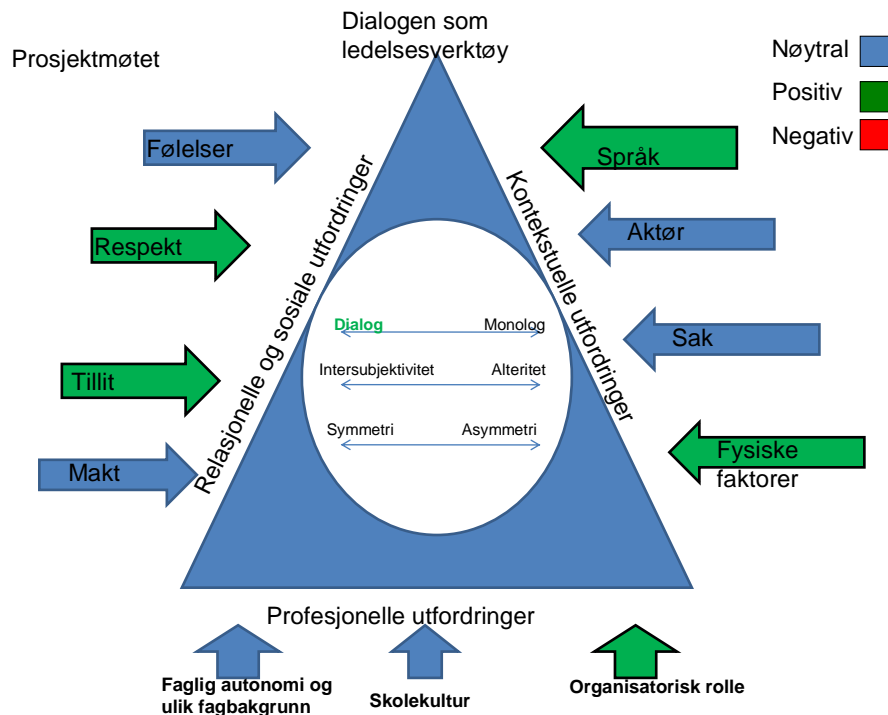 Dialogen som
ledelsesverktøy
Prosjektmøtet
Nøytral
Positiv
Negativ
Følelser
Respekt
Tillit
Makt
Relasjonelle og sosiale utfordringer
Kontekstuelle utfordringer
Språk
Aktør
Sak
Fysiske
faktorer
Dialog Monolog
Intersubjektivitet Alteritet
Symmetri Asymmetri
Profesjonelle utfordringer
Faglig autonomi og
ulik fagbakgrunn
Skolekultur
Organisatorisk rolle